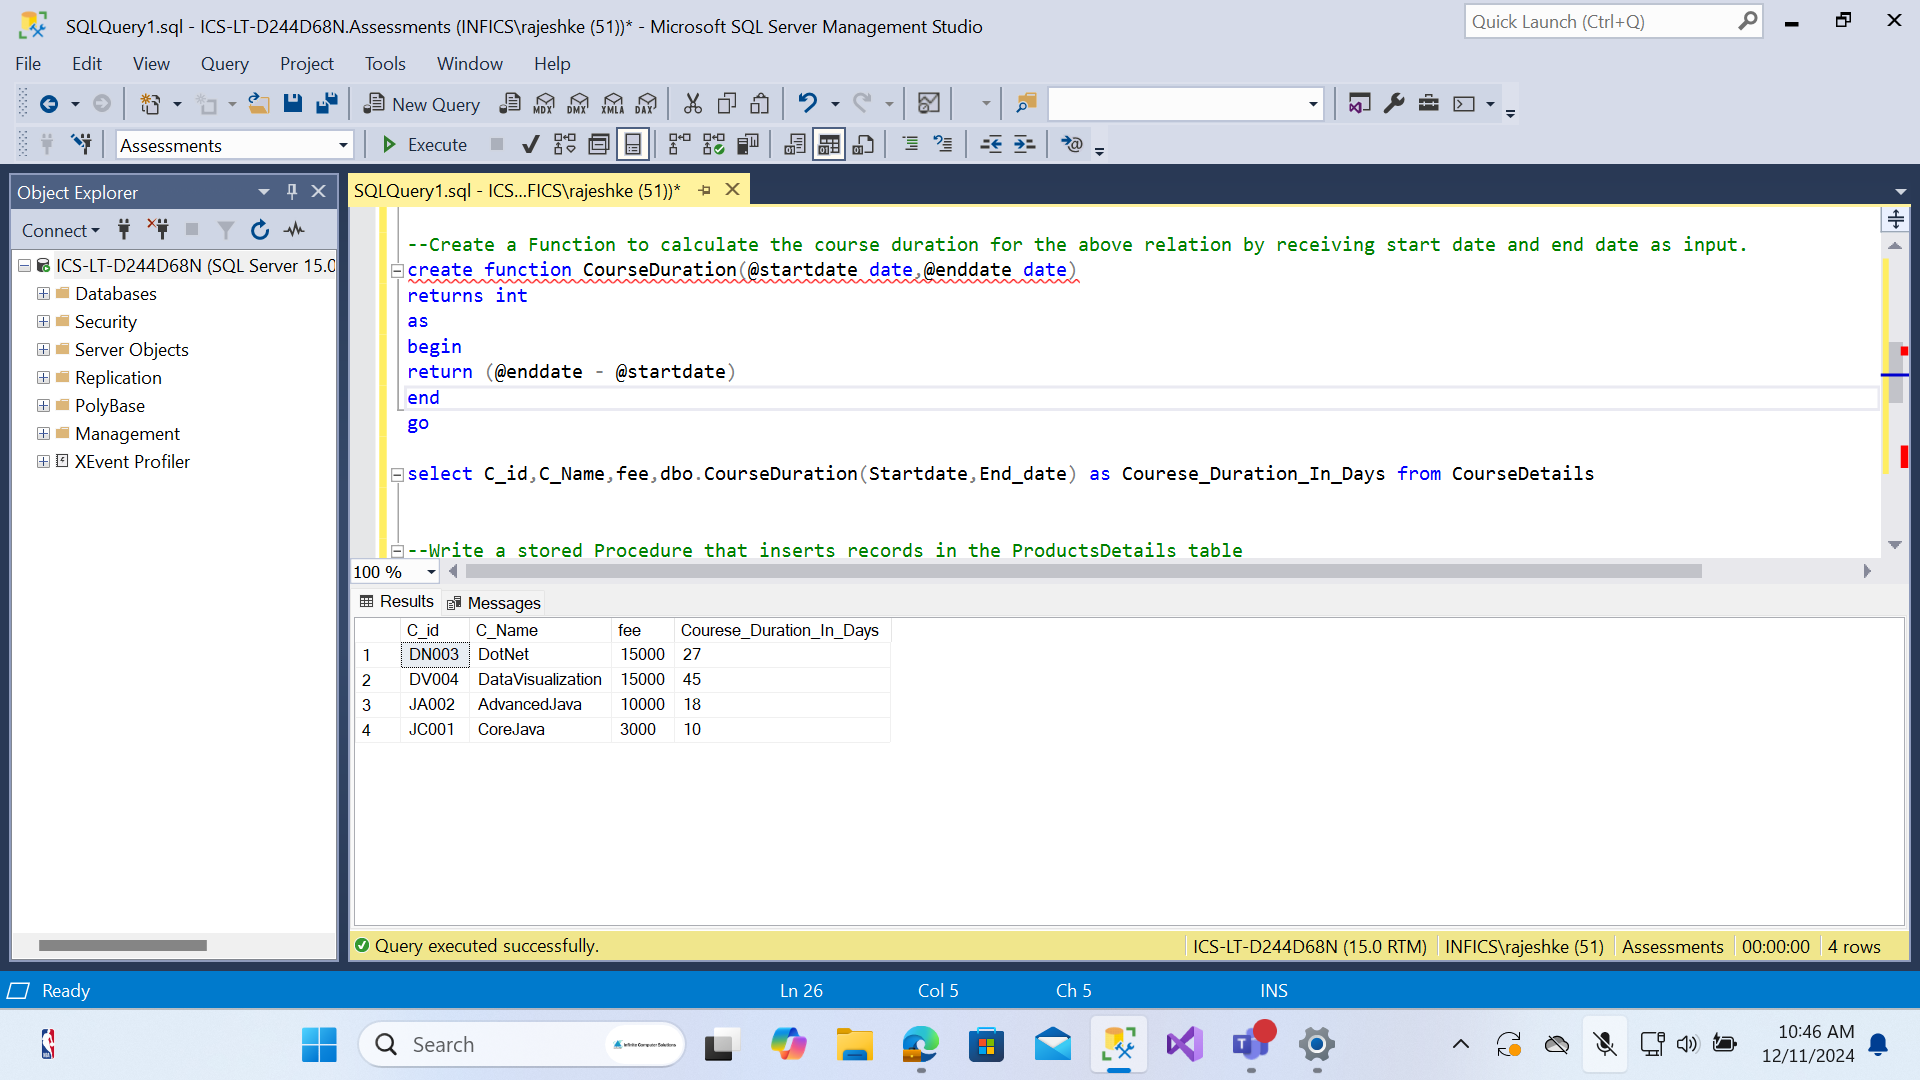 SQLQuery1.sql - ICS-LT-D244D68N.Assessments (INFICS\rajeshke (51))* - Microsoft SQL Server Management Studio
Quick Launch (Ctrl+Q)
File Edit View Query Project Tools Window Help
New Query MDX DMX XMLA DAX
Assessments Execute
Object Explorer
Connect
ICS-LT-D244D68N (SQL Server 15.0
Databases
Security
Server Objects
Replication
PolyBase
Management
XEvent Profiler
SQLQuery1.sql - ICS...FICS\rajeshke (51))*
--Create a Function to calculate the course duration for the above relation by receiving start date and end date as input.
create function CourseDuration(@startdate date,@enddate date)
returns int
as
begin
return (@enddate - @startdate)
end
go
select C_id,C_Name,fee,dbo.CourseDuration(Startdate,End_date) as Courese_Duration_In_Days from CourseDetails
--Write a stored Procedure that inserts records in the ProductsDetails table
100 %
Results Messages
C_id C_Name fee Courese_Duration_In_Days
1 DN003 DotNet 15000 27
2 DV004 DataVisualization 15000 45
3 JA002 AdvancedJava 10000 18
4 JC001 CoreJava 3000 10
Query executed successfully. ICS-LT-D244D68N (15.0 RTM) INFICS\rajeshke (51) Assessments 00:00:00 4 rows
Ready Ln 26 Col 5 Ch 5 INS
Search
Infinite Computer Solutions
10:46 AM
12/11/2024